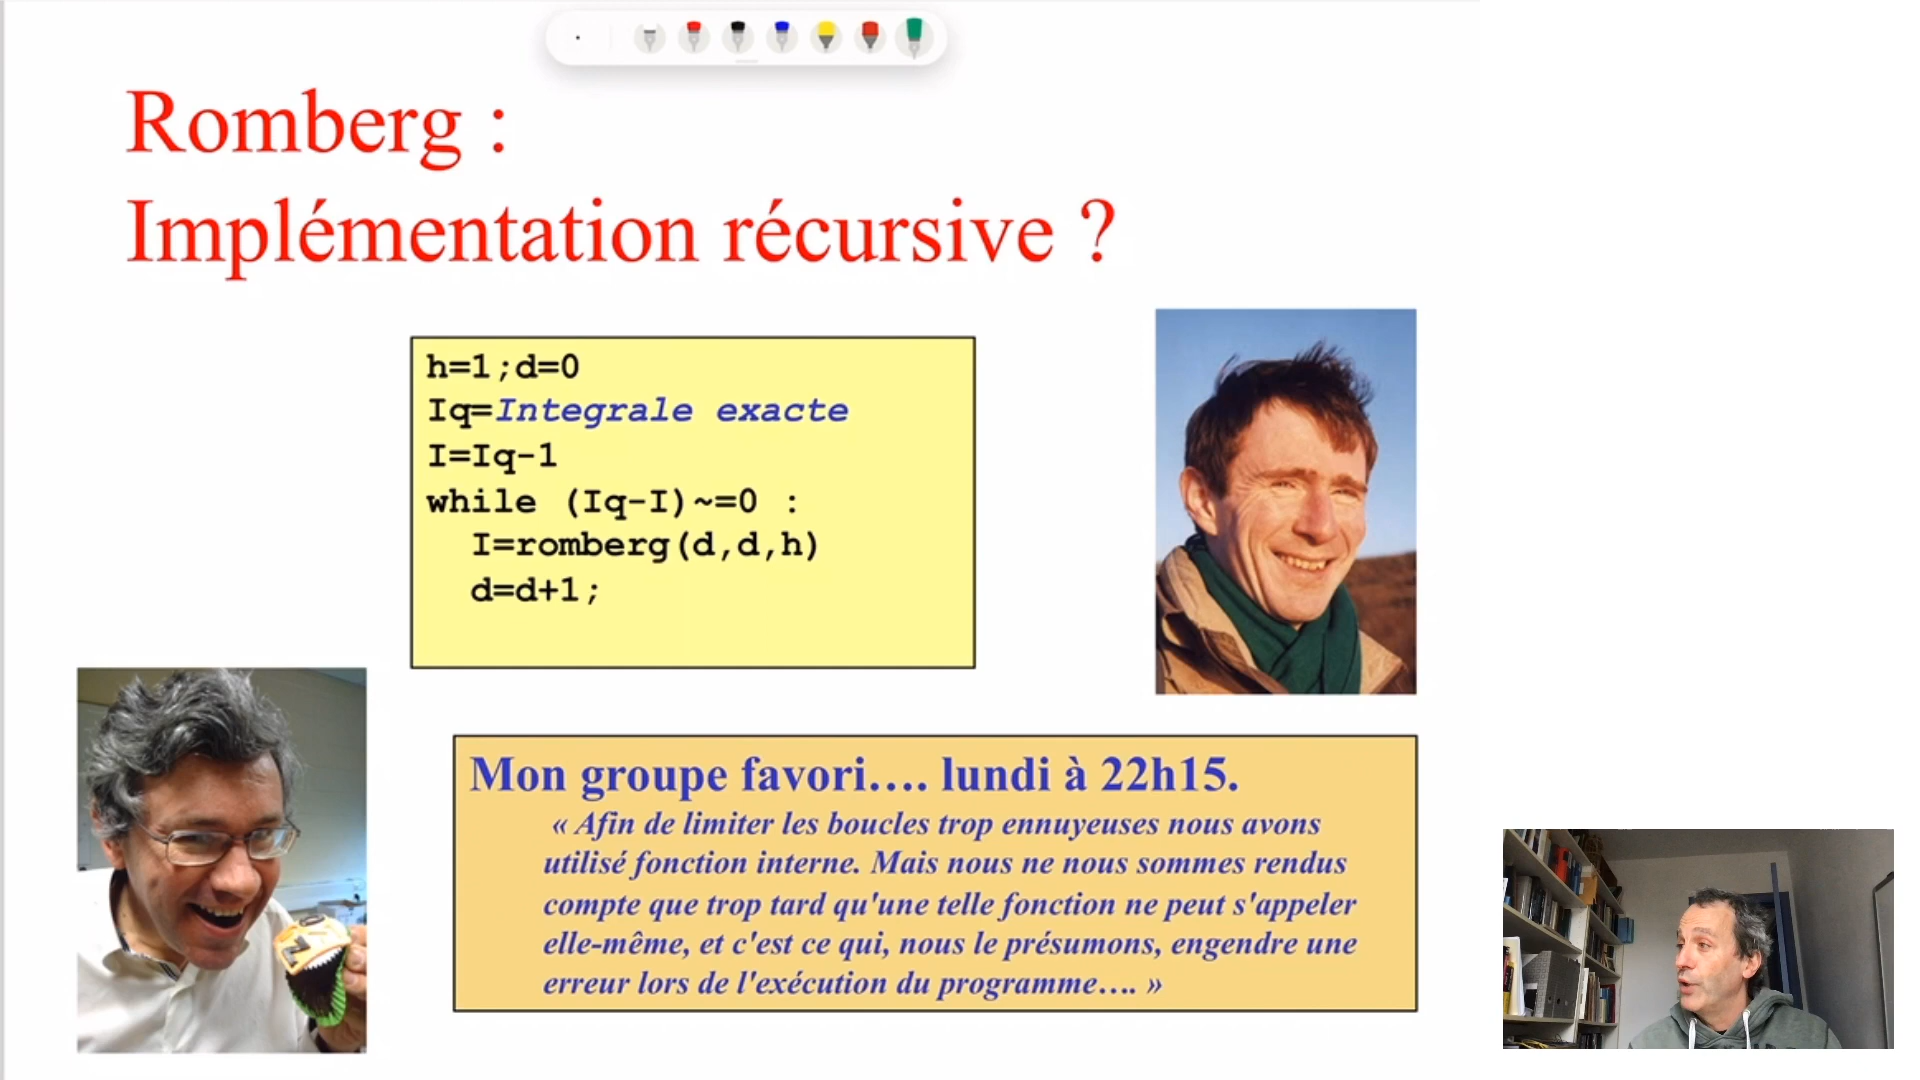 Romberg :
Implémentation récursive ?
h=1;d=0
Iq=Integrale exacte
I=Iq-1
while (Iq-I)~=0 :
I=romberg(d,d,h)
d=d+1;
Mon groupe favori…. lundi à 22h15.
« Afin de limiter les boucles trop ennuyeuses nous avons
utilisé fonction interne. Mais nous ne nous sommes rendus
compte que trop tard qu'une telle fonction ne peut s'appeler
elle-même, et c'est ce qui, nous le présumons, engendre une
erreur lors de l'exécution du programme…. »